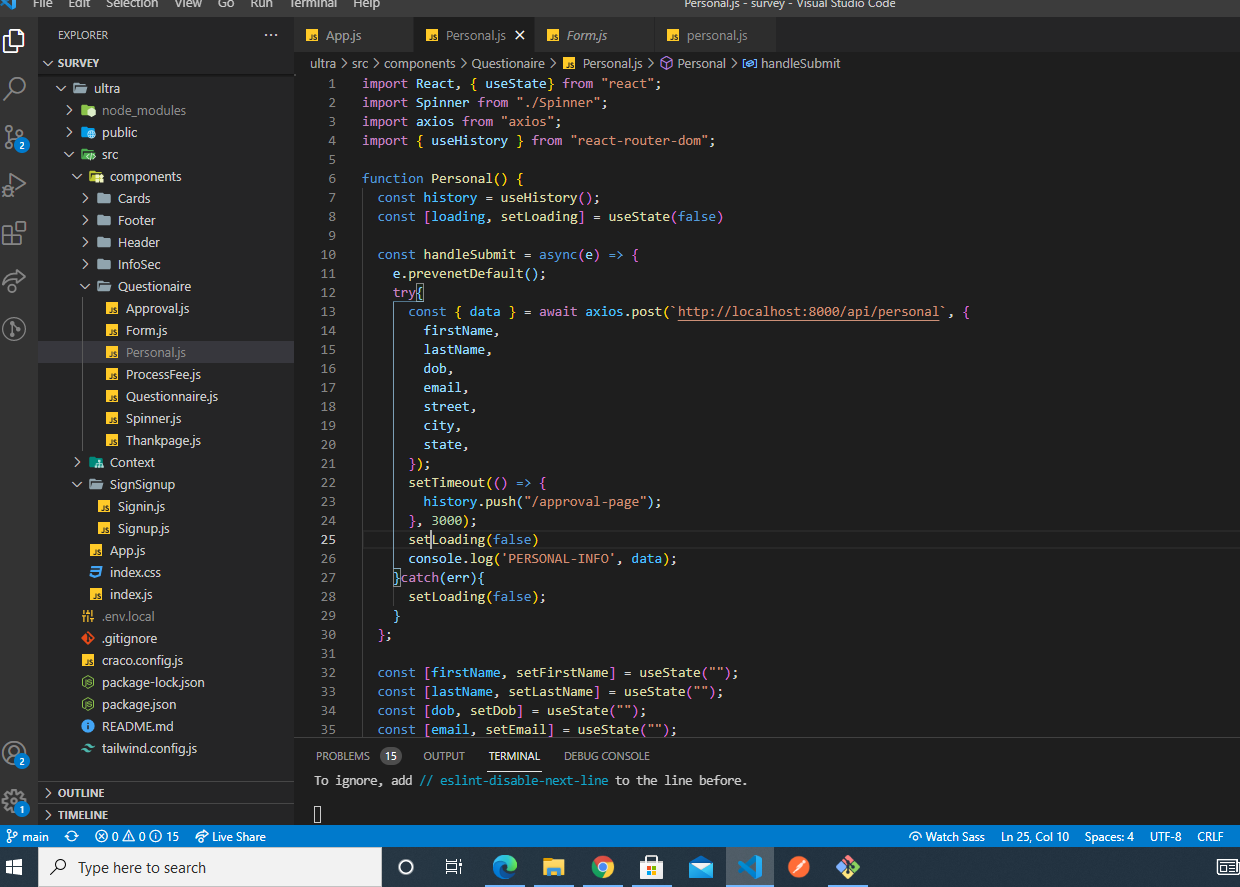 File Edit Selection View Go Run Terminal Help Personal.js - survey - Visual Studio Code
EXPLORER ···
SURVEY
ultra
node_modules
public
src
components
Cards
Footer
Header
InfoSec
Questionaire
Approval.js
Form.js
Personal.js
ProcessFee.js
Questionnaire.js
Spinner.js
Thankpage.js
Context
SignSignup
Signin.js
Signup.js
App.js
index.css
index.js
.env.local
.gitignore
craco.config.js
package-lock.json
package.json
README.md
tailwind.config.js
OUTLINE
TIMELINE
2
2
1
App.js Personal.js Form.js personal.js
ultra > src > components > Questionaire > Personal.js > Personal > handleSubmit
1 import React, { useState} from "react";
2 import Spinner from "./Spinner";
3 import axios from "axios";
4 import { useHistory } from "react-router-dom";
5
6 function Personal() {
7 const history = useHistory();
8 const [loading, setLoading] = useState(false)
9
10 const handleSubmit = async(e) => {
11 e.prevenetDefault();
12 try{
13 const { data } = await axios.post(`http://localhost:8000/api/personal`, {
14 firstName,
15 lastName,
16 dob,
17 email,
18 street,
19 city,
20 state,
21 });
22 setTimeout(() => {
23 history.push("/approval-page");
24 }, 3000);
25 setLoading(false)
26 console.log('PERSONAL-INFO', data);
27 }catch(err){
28 setLoading(false);
29 }
30 };
31
32 const [firstName, setFirstName] = useState("");
33 const [lastName, setLastName] = useState("");
34 const [dob, setDob] = useState("");
35 const [email, setEmail] = useState("");
PROBLEMS 15 OUTPUT TERMINAL DEBUG CONSOLE
To ignore, add // eslint-disable-next-line to the line before.
main 0 0 15 Live Share Watch Sass Ln 25, Col 10 Spaces: 4 UTF-8 CRLF
Type here to search